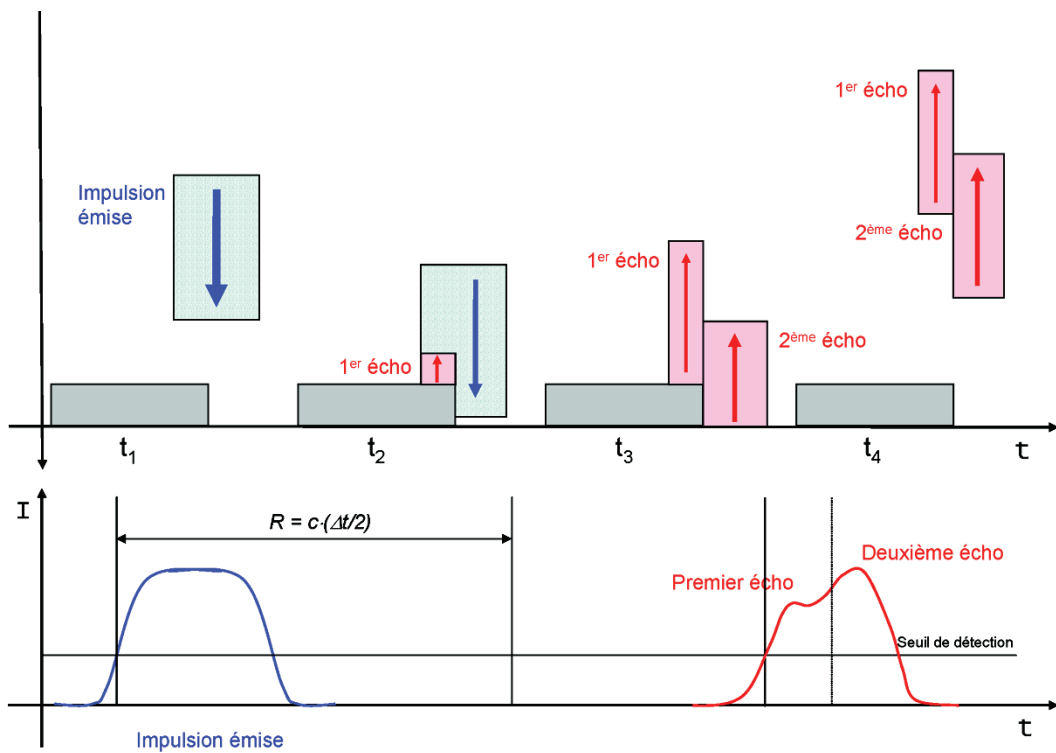 1er écho
Impulsion
émise
2ème écho
1er écho
2ème écho
1er écho
t1
t2
t3
t4
t
I
R = c·(Δt/2)
Deuxième écho
Premier écho
Seuil de détection
t
Impulsion émise